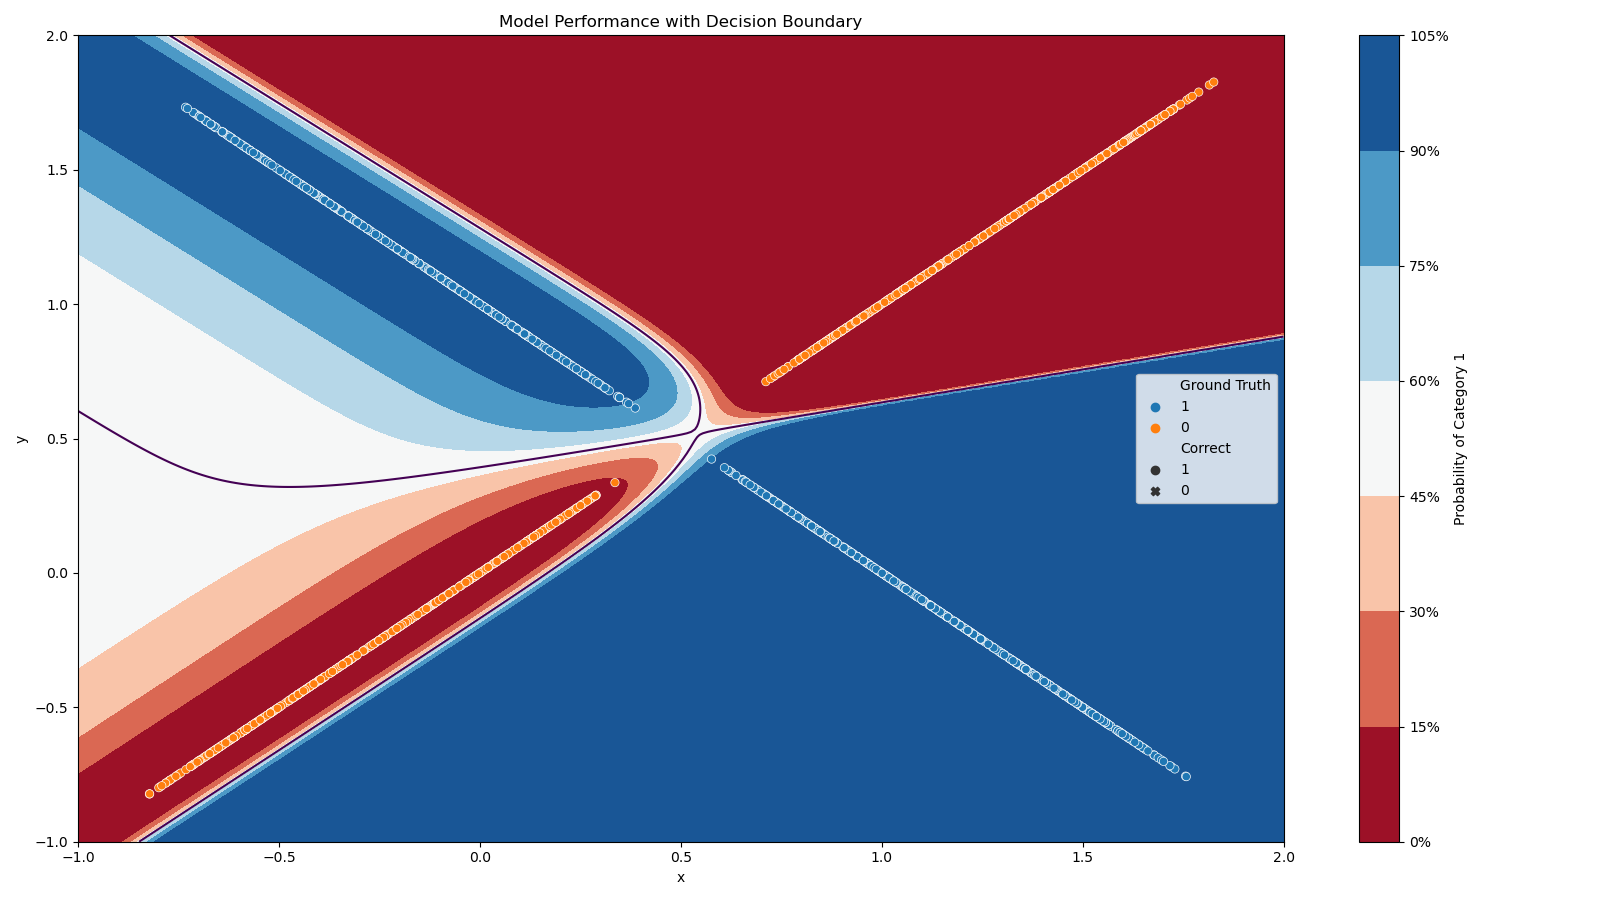 Model Performance with Decision Boundary
2.0
1.5
1.0
0.5
0.0
−0.5
−1.0
y
−1.0 −0.5 0.0 0.5 1.0 1.5 2.0
x
Ground Truth
1
0
Correct
1
0
105%
90%
75%
60%
45%
30%
15%
0%
Probability of Category 1